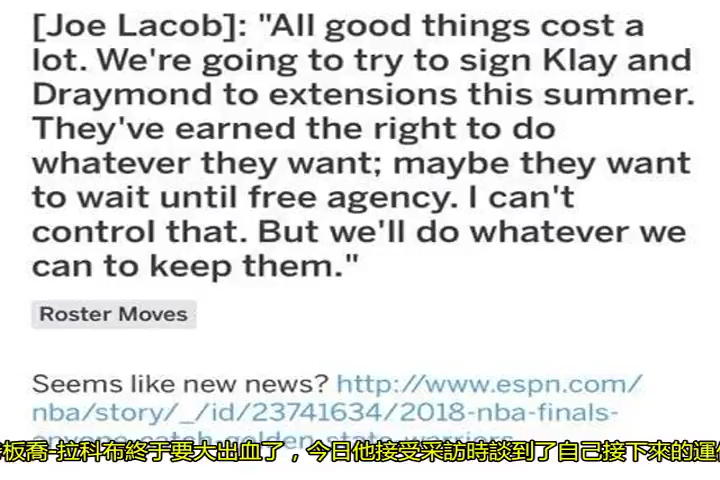 [Joe Lacob]: "All good things cost a
lot. We're going to try to sign Klay and
Draymond to extensions this summer.
They've earned the right to do
whatever they want; maybe they want
to wait until free agency. I can't
control that. But we'll do whatever we
can to keep them."
Roster Moves
Seems like new news? http://www.espn.com/
nba/story/_/id/23741634/2018-nba-finals-
anyone-catch-golden-state-warriors
板喬-拉科布終于要大出血了，今日他接受采訪時談到了自己接下來的運